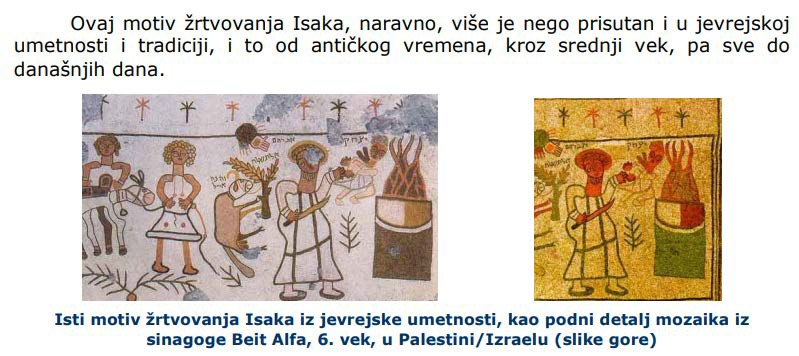 Ovaj motiv žrtvovanja Isaka, naravno, više je nego prisutan i u jevrejskoj
umetnosti i tradiciji, i to od antičkog vremena, kroz srednji vek, pa sve do
današnjih dana.
Isti motiv žrtvovanja Isaka iz jevrejske umetnosti, kao podni detalj mozaika iz
sinagoge Beit Alfa, 6. vek, u Palestini/Izraelu (slike gore)